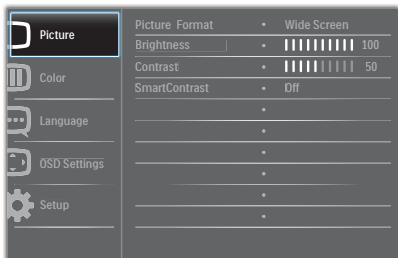 Picture
Color
Language
OSD Settings
Setup
Picture Format • Wide Screen
Brightness • 100
Contrast • 50
SmartContrast • Off
•
•
•
•
•
•